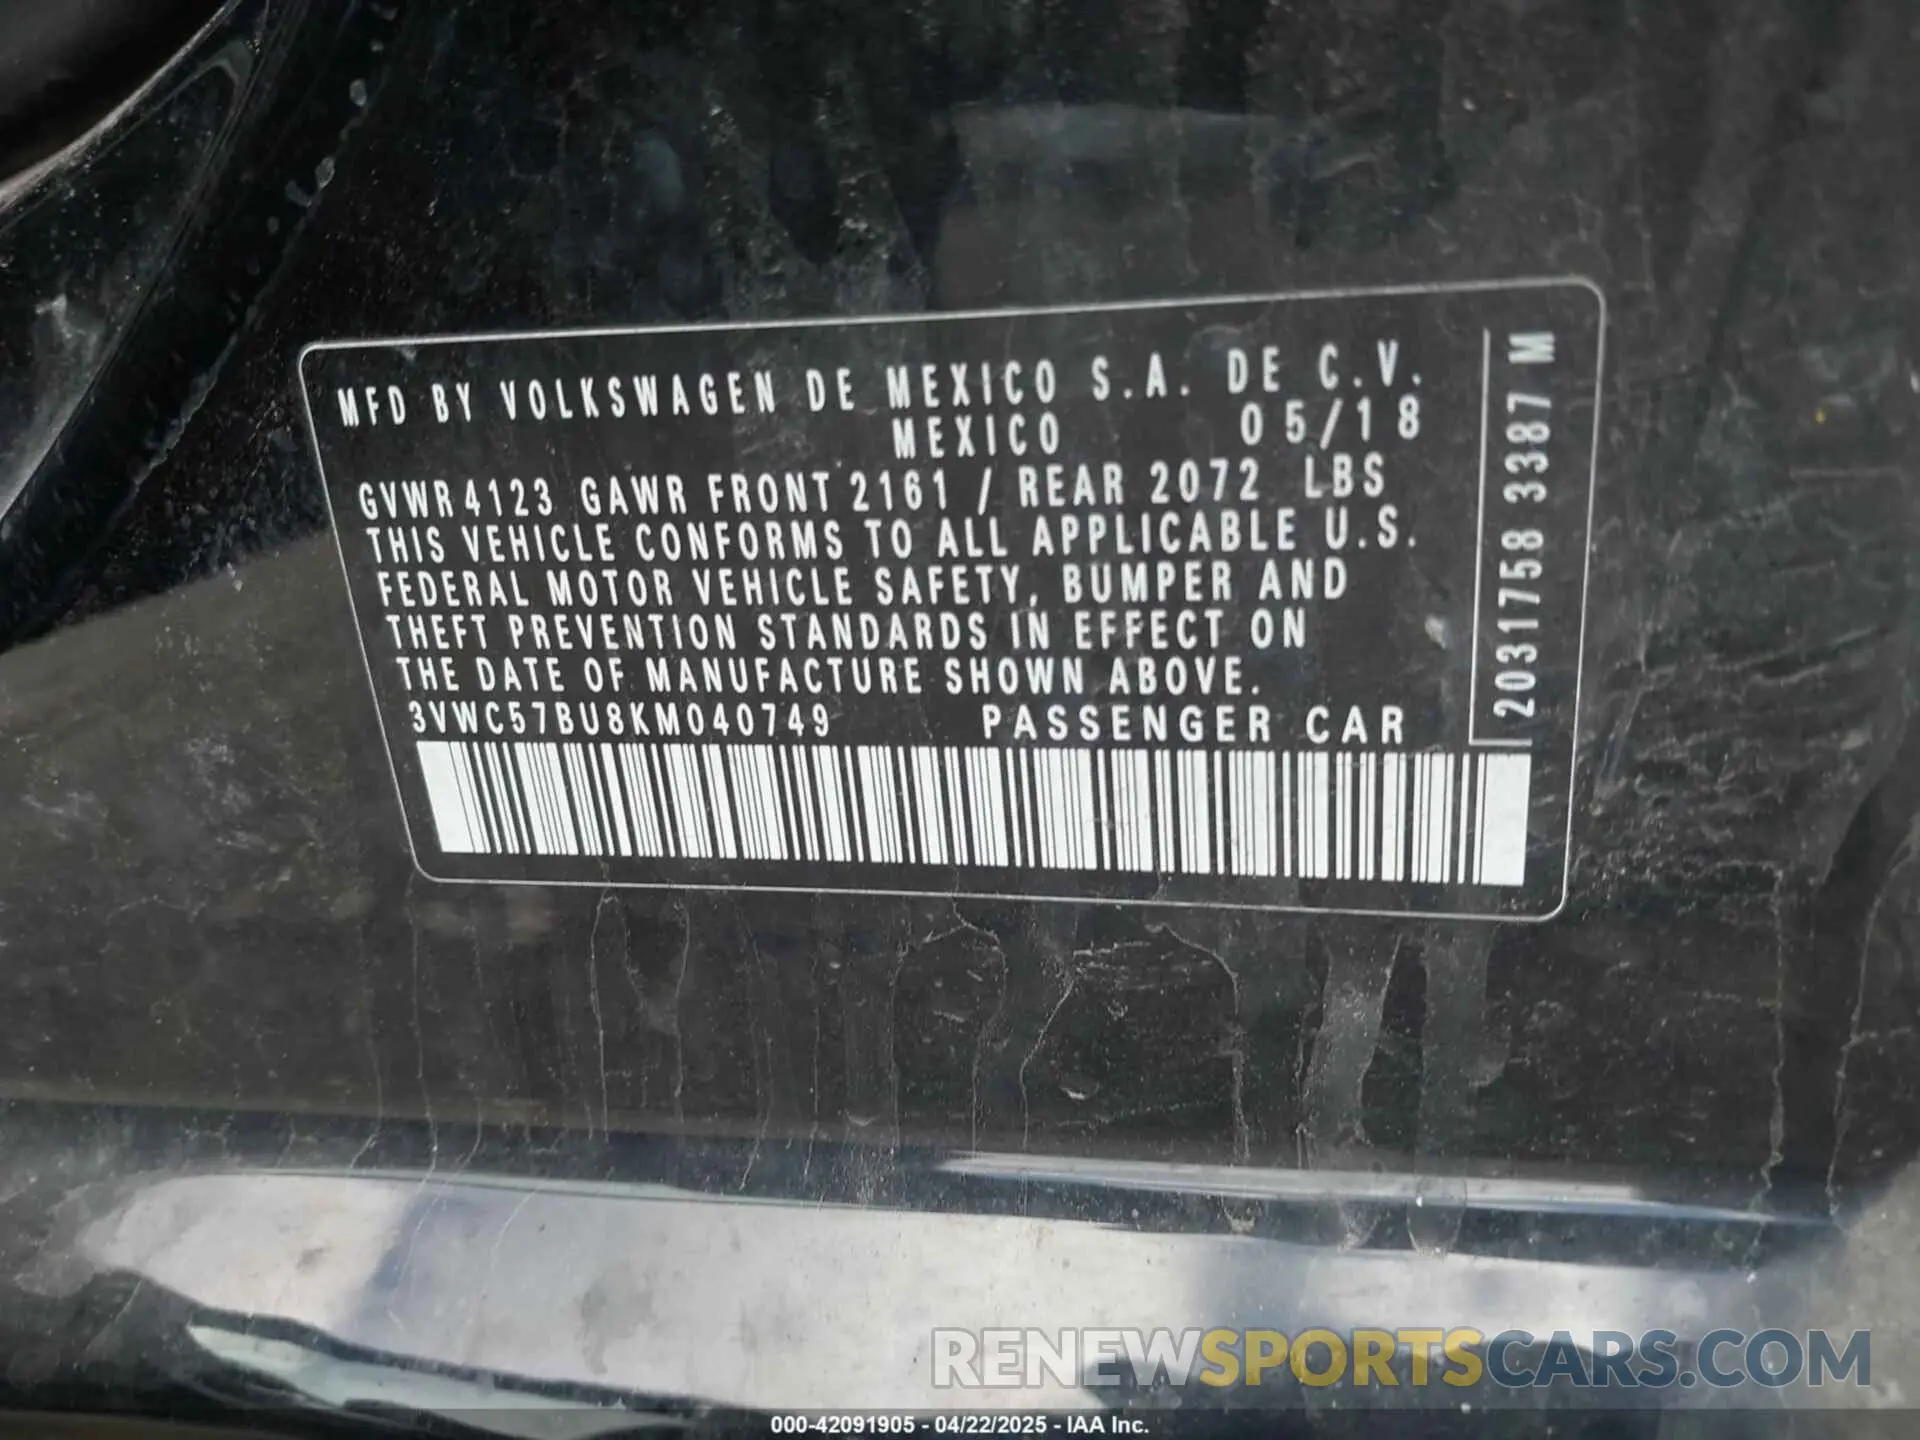 MFD BY VOLKSWAGEN DE MEXICO S.A. DE C.V.
MEXICO 05/18
GVWR 4123 GAWR FRONT 2161 / REAR 2072 LBS
THIS VEHICLE CONFORMS TO ALL APPLICABLE U.S.
FEDERAL MOTOR VEHICLE SAFETY, BUMPER AND
THEFT PREVENTION STANDARDS IN EFFECT ON
THE DATE OF MANUFACTURE SHOWN ABOVE.
3VWC57BU8KM040749 PASSENGER CAR
2031758 3387 M
RENEWSPORTSCARS.COM
000-42091905 - 04/22/2025 - IAA Inc.